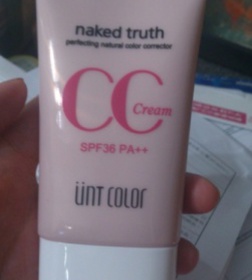 naked truth
perfecting natural color corrector
CC
Cream
SPF36 PA++
ünt color